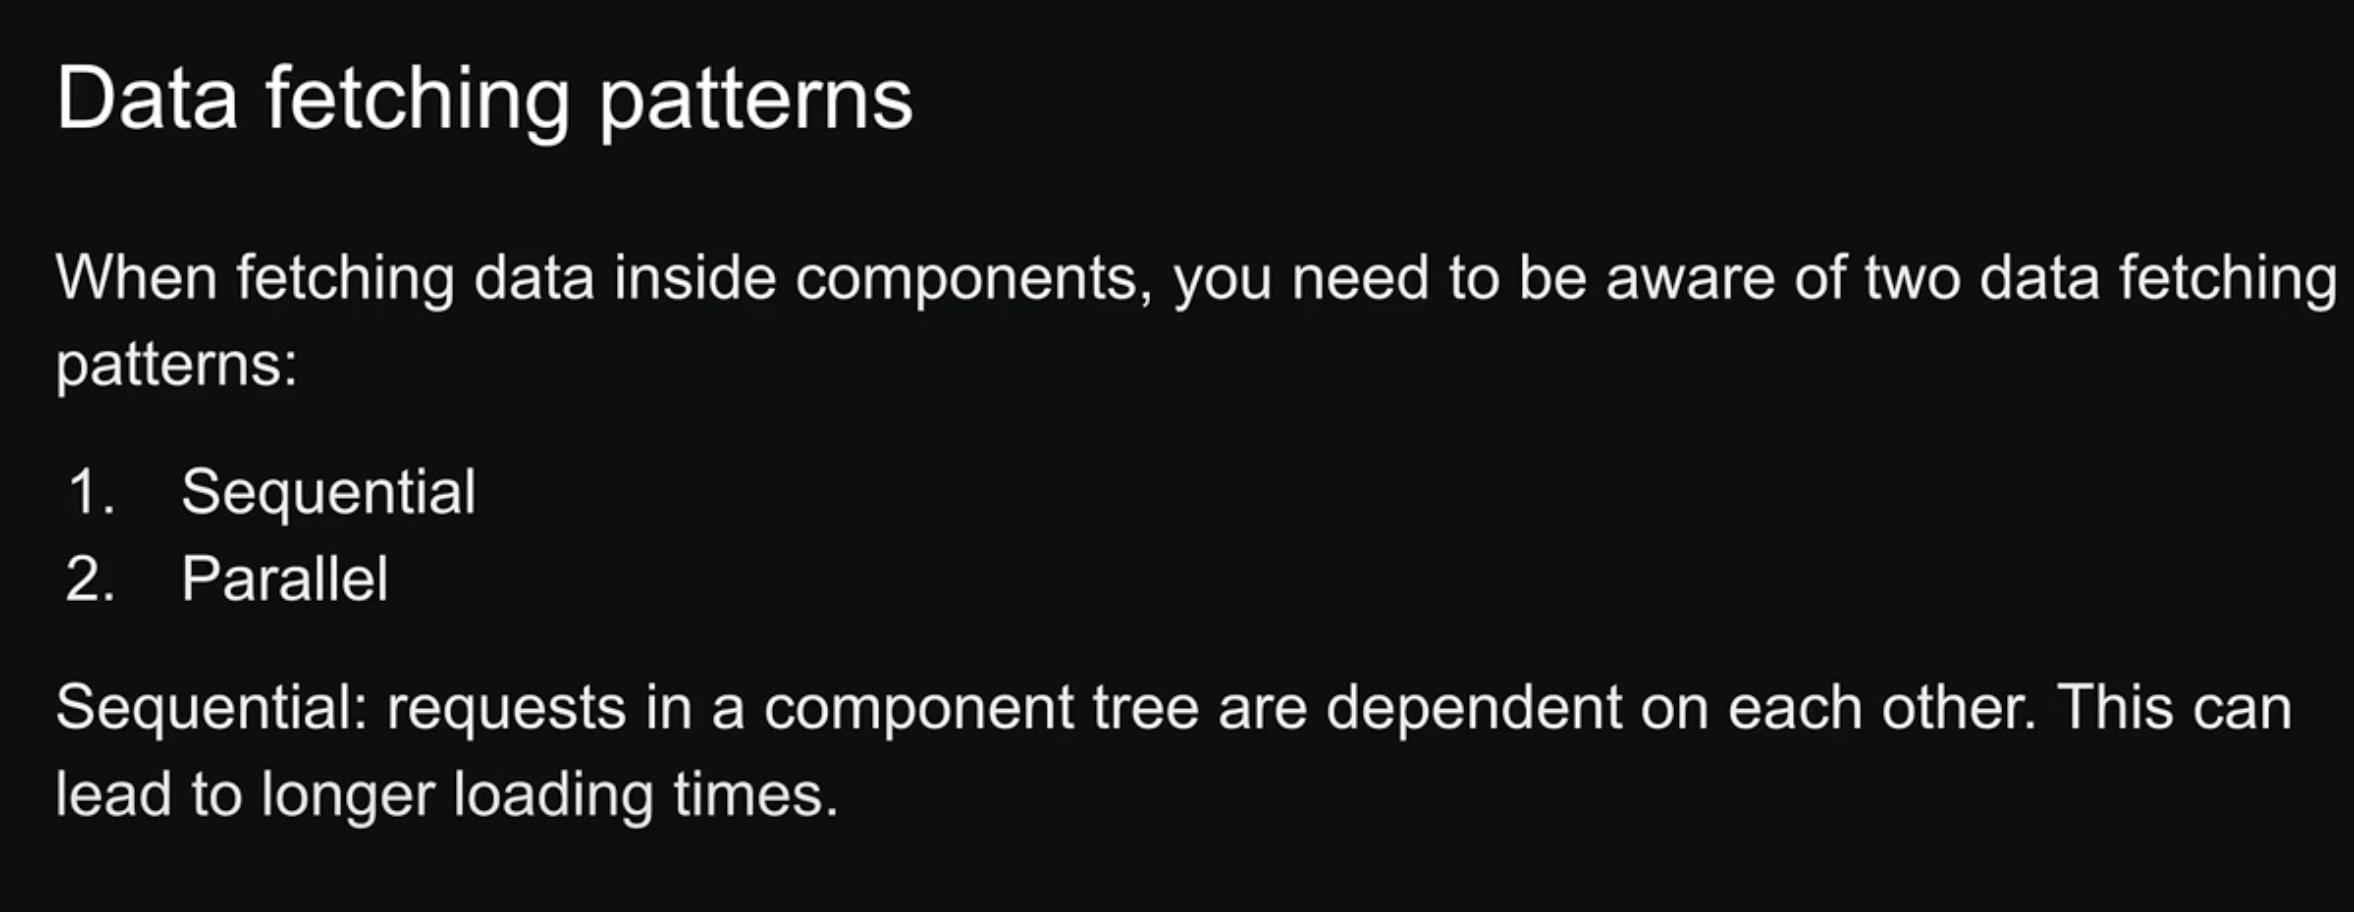 Data fetching patterns
When fetching data inside components, you need to be aware of two data fetching
patterns:
1. Sequential
2. Parallel
Sequential: requests in a component tree are dependent on each other. This can
lead to longer loading times.